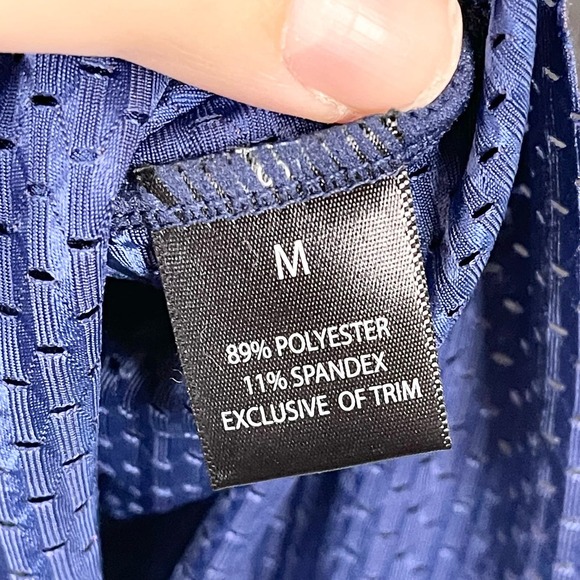 M
89% POLYESTER
11% SPANDEX
EXCLUSIVE OF TRIM